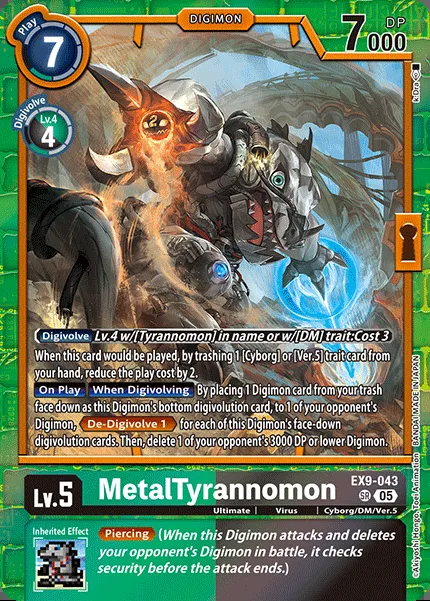 Play
7
DIGIMON
7000
DP
Digivolve
Lv.4
4
Digivolve Lv.4 w/[Tyrannomon] in name or w/[DM] trait:Cost 3
When this card would be played, by trashing 1 [Cyborg] or [Ver.5] trait card from
your hand, reduce the play cost by 2.
On Play When Digivolving By placing 1 Digimon card from your trash
face down as this Digimon's bottom digivolution card, to 1 of your opponent's
Digimon, De-Digivolve 1 for each of this Digimon's face-down
digivolution cards. Then, delete 1 of your opponent's 3000 DP or lower Digimon.
Lv.5
MetalTyrannomon
EX9-043
SR
05
Ultimate | Virus | Cyborg/DM/Ver.5
Inherited Effect
Piercing (When this Digimon attacks and deletes
your opponent's Digimon in battle, it checks
security before the attack ends.)
©Akiyoshi Hongo, Toei Animation BANDAI MADE IN JAPAN